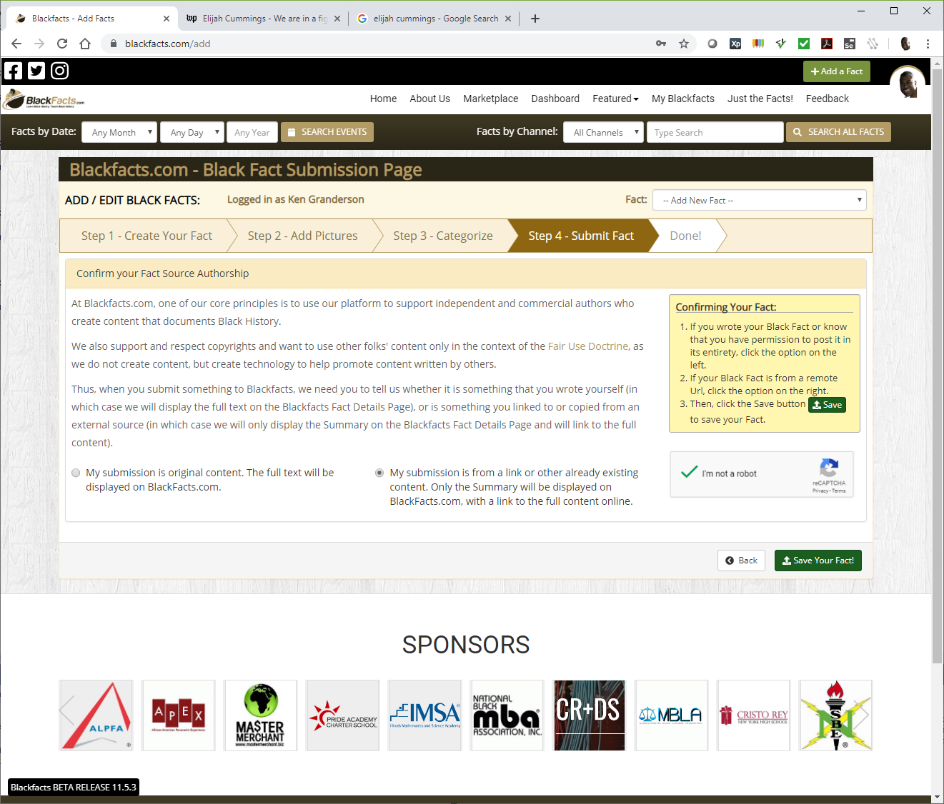 Blackfacts - Add Facts
Elijah Cummings - We are in a fig
elijah cummings - Google Search
blackfacts.com/add
+ Add a Fact
BlackFacts.com
Home About Us Marketplace Dashboard Featured My Blackfacts Just the Facts! Feedback
Facts by Date: Any Month Any Day Any Year SEARCH EVENTS Facts by Channel: All Channels Type Search SEARCH ALL FACTS
Blackfacts.com - Black Fact Submission Page
ADD / EDIT BLACK FACTS: Logged in as Ken Granderson Fact: -- Add New Fact --
Step 1 - Create Your Fact Step 2 - Add Pictures Step 3 - Categorize Step 4 - Submit Fact Done!
Confirm your Fact Source Authorship
At Blackfacts.com, one of our core principles is to use our platform to support independent and commercial authors who
create content that documents Black History.
We also support and respect copyrights and want to use other folks' content only in the context of the Fair Use Doctrine, as
we do not create content, but create technology to help promote content written by others.
Thus, when you submit something to Blackfacts, we need you to tell us whether it is something that you wrote yourself (in
which case we will display the full text on the Blackfacts Fact Details Page), or is something you linked to or copied from an
external source (in which case we will only display the Summary on the Blackfacts Fact Details Page and will link to the full
content).
My submission is original content. The full text will be
displayed on BlackFacts.com.
My submission is from a link or other already existing
content. Only the Summary will be displayed on
BlackFacts.com, with a link to the full content online.
Confirming Your Fact:
1. If you wrote your Black Fact or know
that you have permission to post it in
its entirety, click the option on the
left.
2. If your Black Fact is from a remote
Url, click the option on the right.
3. Then, click the Save button Save
to save your Fact.
I'm not a robot
reCAPTCHA
Privacy - Terms
Back
Save Your Fact!
SPONSORS
ALPFA
APEX
MASTER
MERCHANT
www.mastermerchant.biz
PRIDE ACADEMY
CHARTER SCHOOL
IMSA
NATIONAL
BLACK
mba
ASSOCIATION, INC.
CR+DS
MBLA
CRISTO REY
NEW YORK HIGH SCHOOL
NSBE
Blackfacts BETA RELEASE 11.5.3